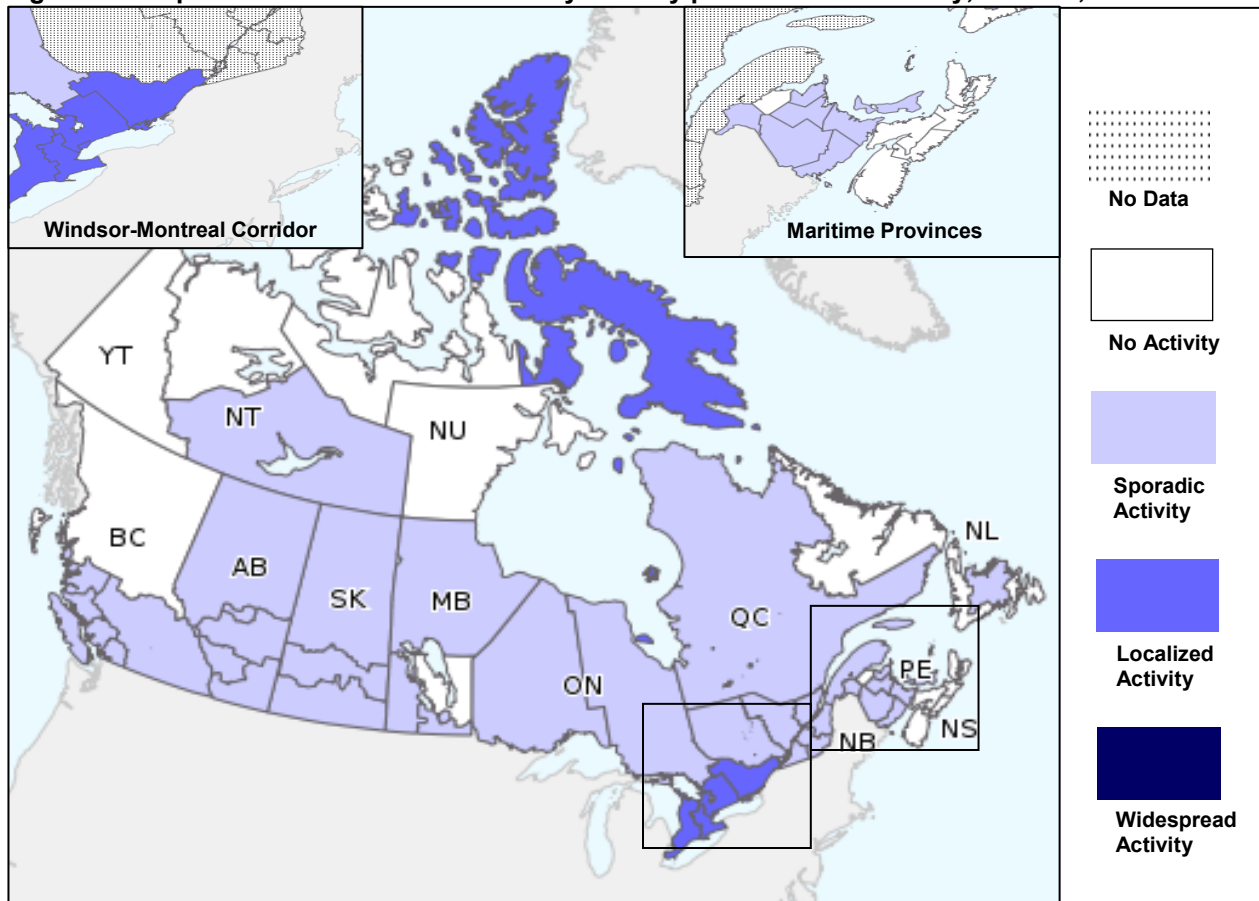 Windsor-Montreal Corridor
Maritime Provinces
YT
NT
NU
BC
AB
SK
MB
ON
QC
NL
PE
NB
NS
No Data
No Activity
Sporadic
Activity
Localized
Activity
Widespread
Activity